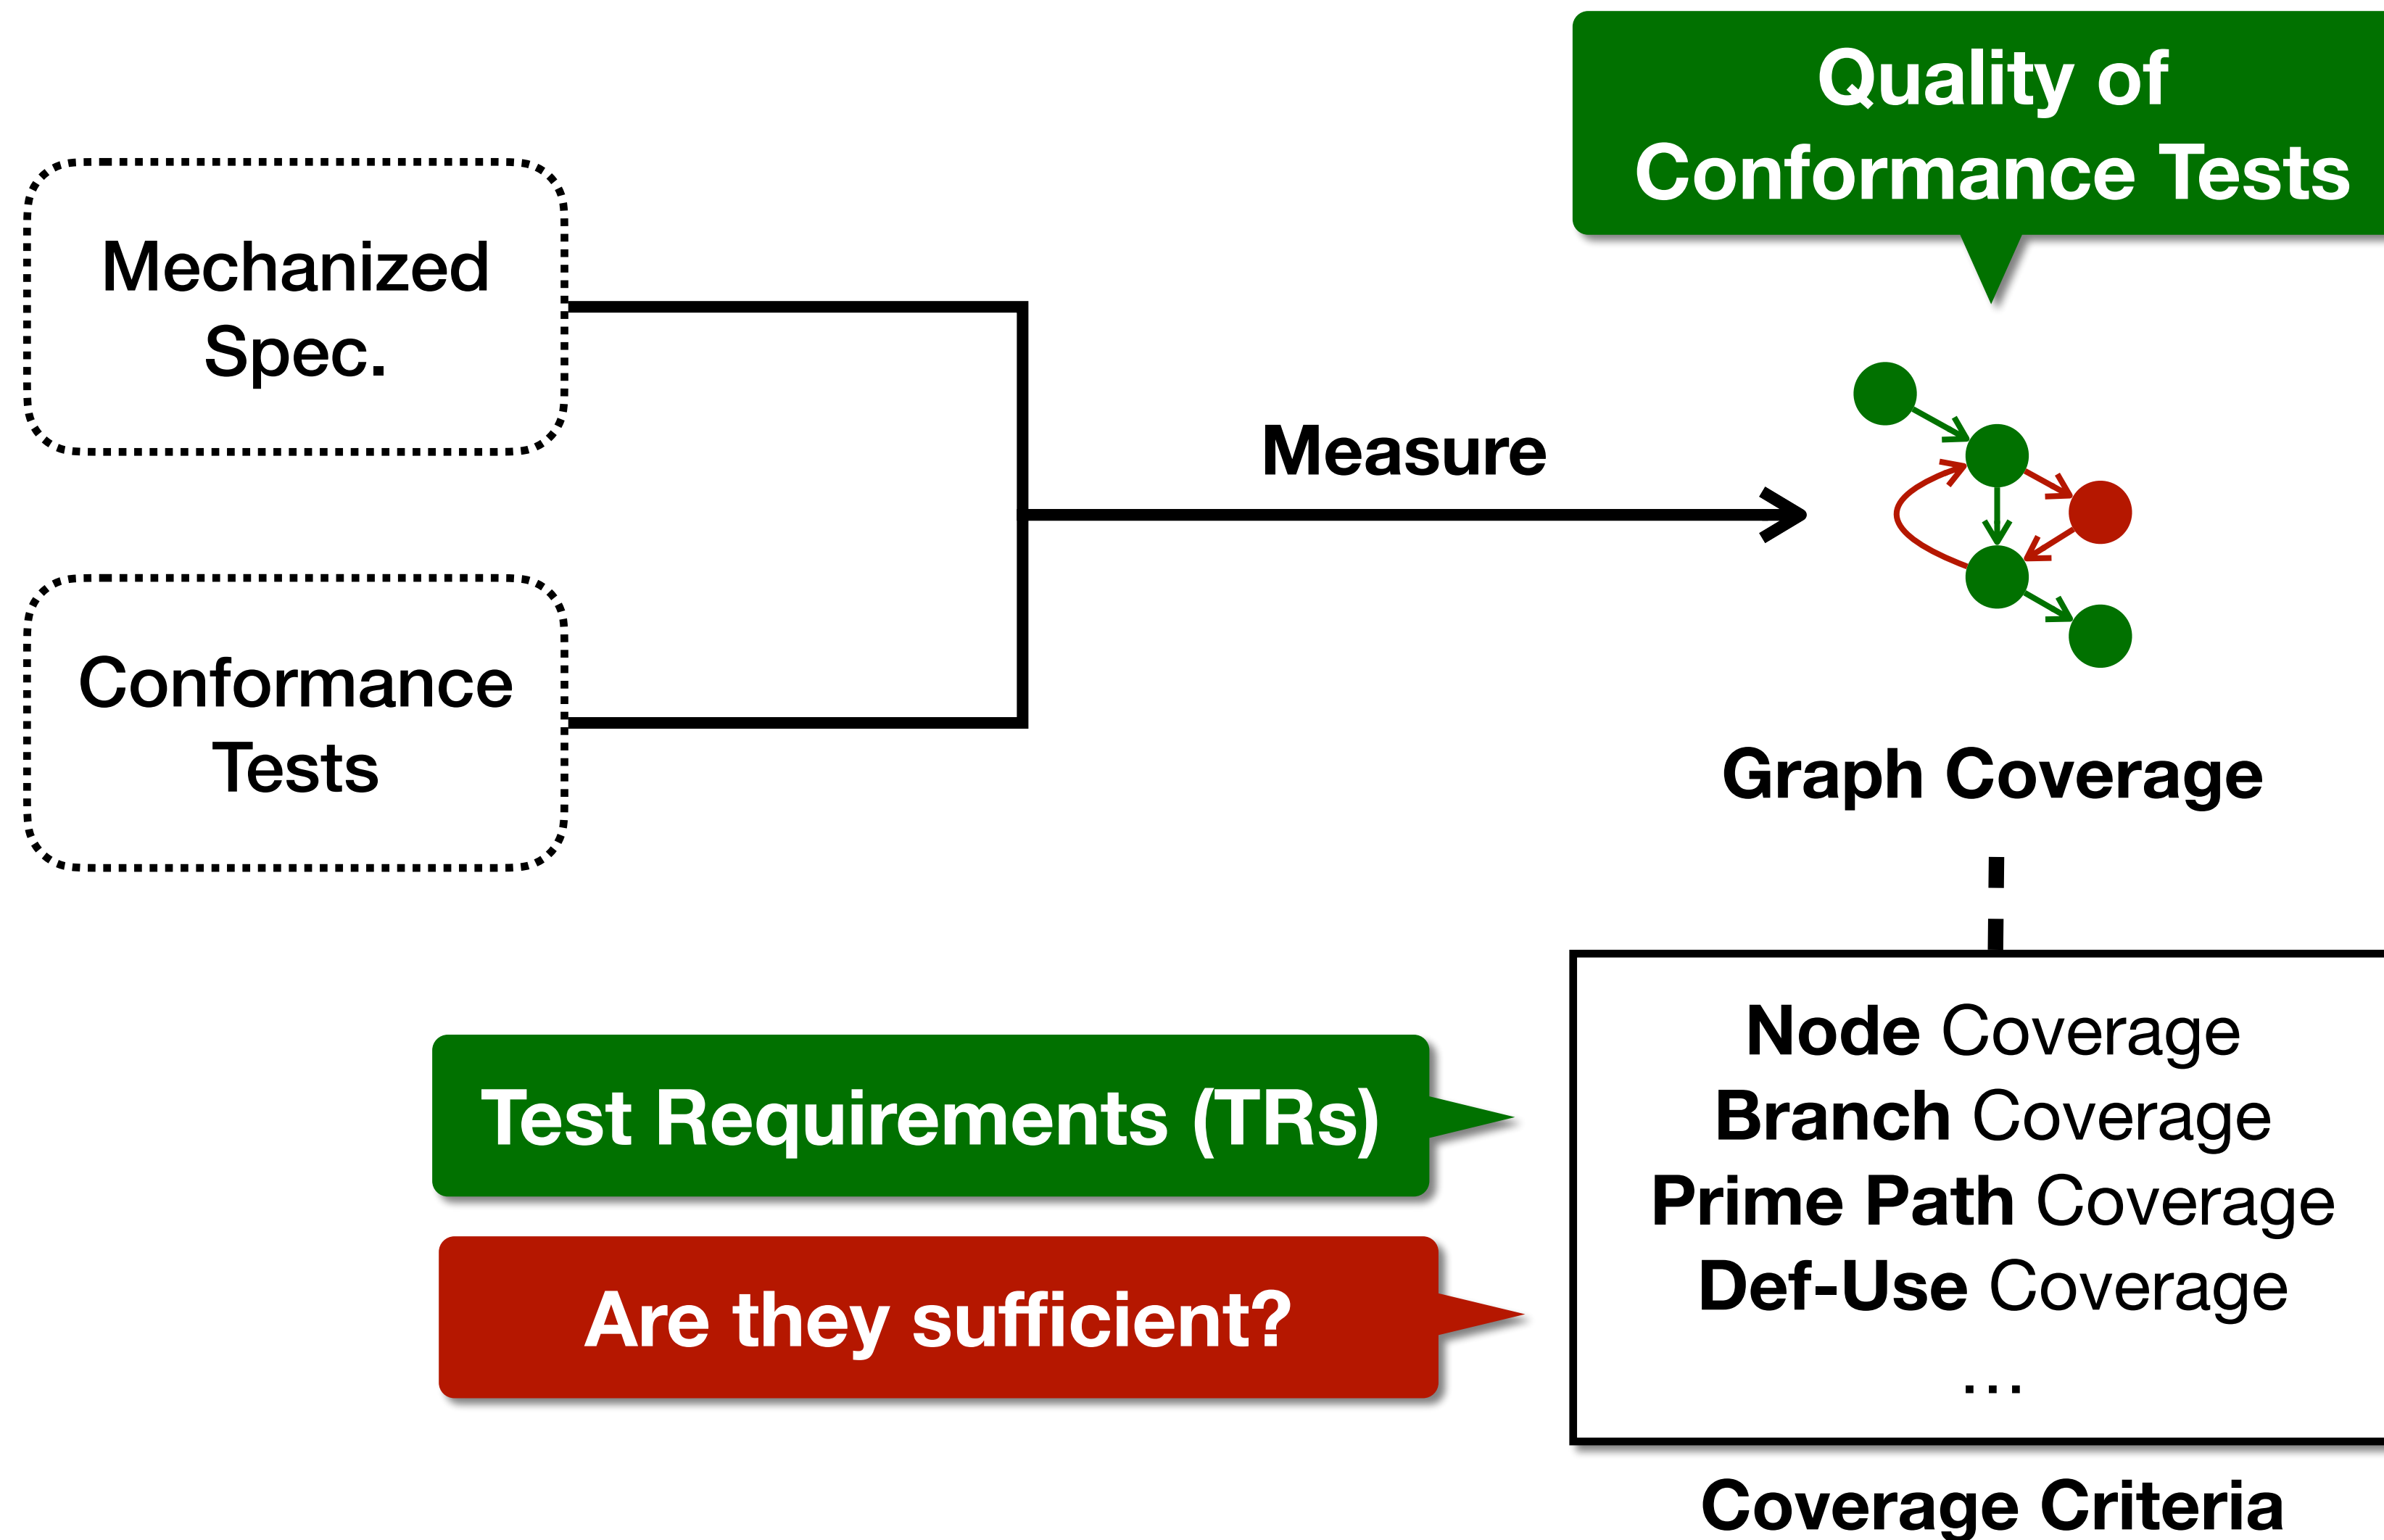 Quality of
Conformance Tests
Mechanized
Spec.
Measure
Conformance
Tests
Graph Coverage
Test Requirements (TRs)
Are they sufficient?
Node Coverage
Branch Coverage
Prime Path Coverage
Def-Use Coverage
...
Coverage Criteria